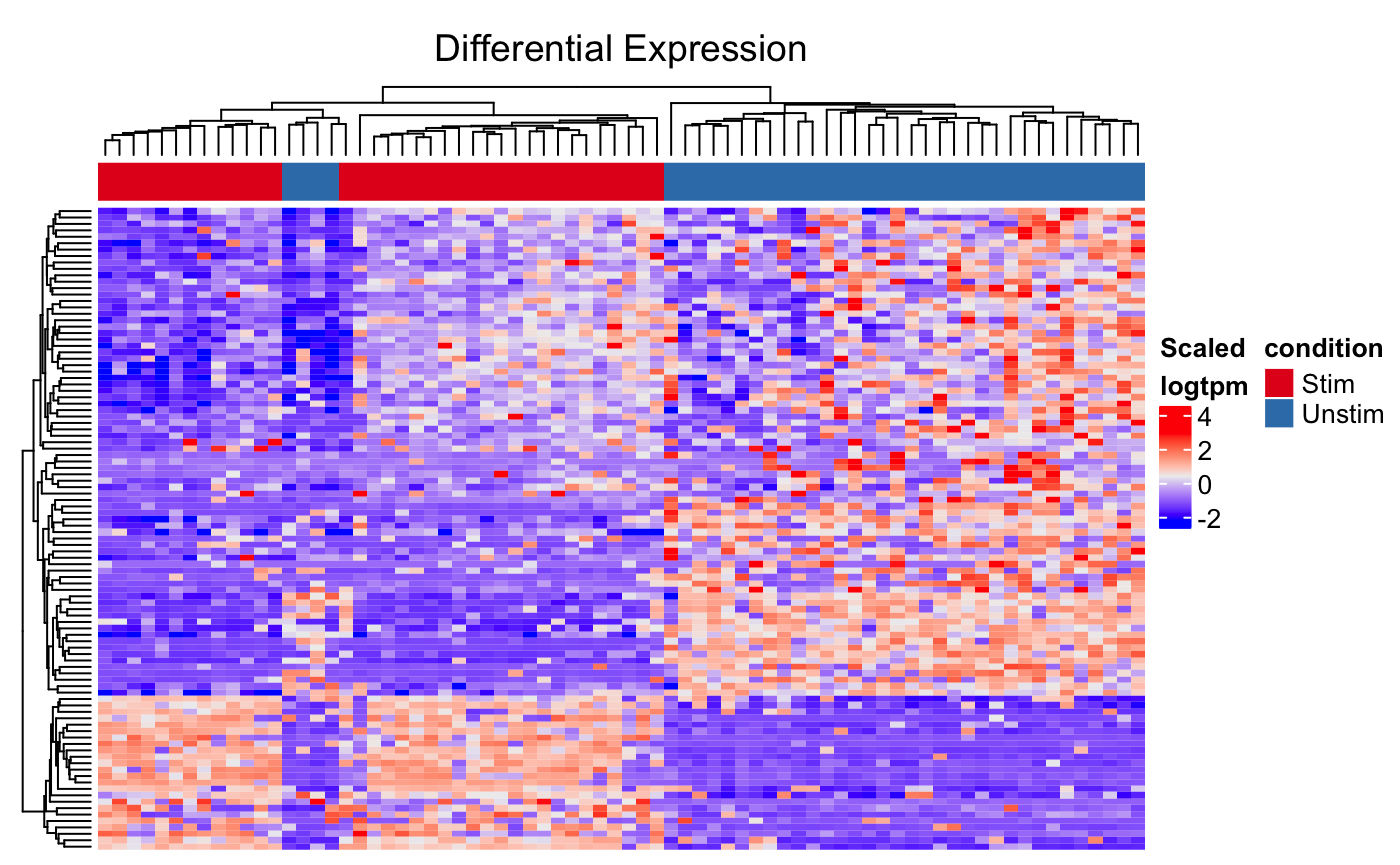 Differential Expression
Scaled
logtpm
4
2
0
-2
condition
Stim
Unstim